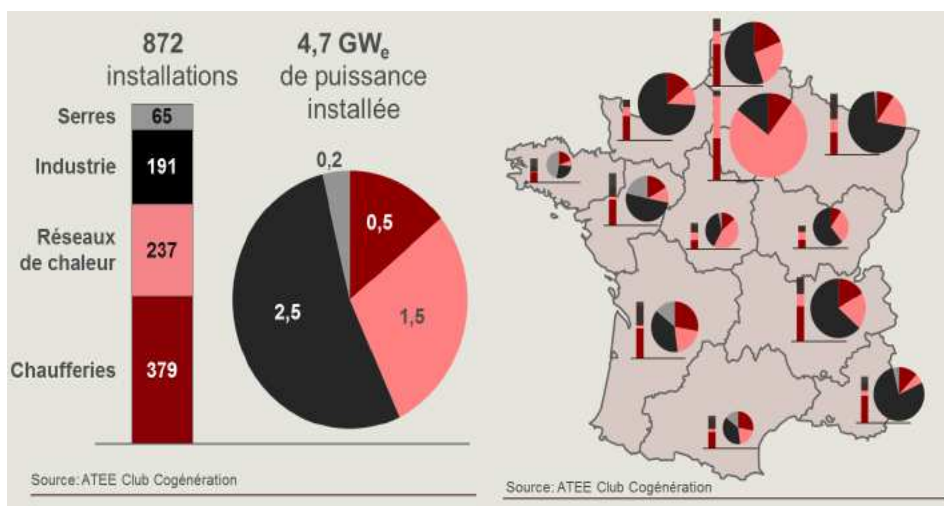 872
installations
4,7 GWe
de puissance
installée
Serres
65
Industrie
191
Réseaux
de chaleur
237
Chaufferies
379
0,2
0,5
2,5
1,5
Source: ATEE Club Cogénération
Source: ATEE Club Cogénération